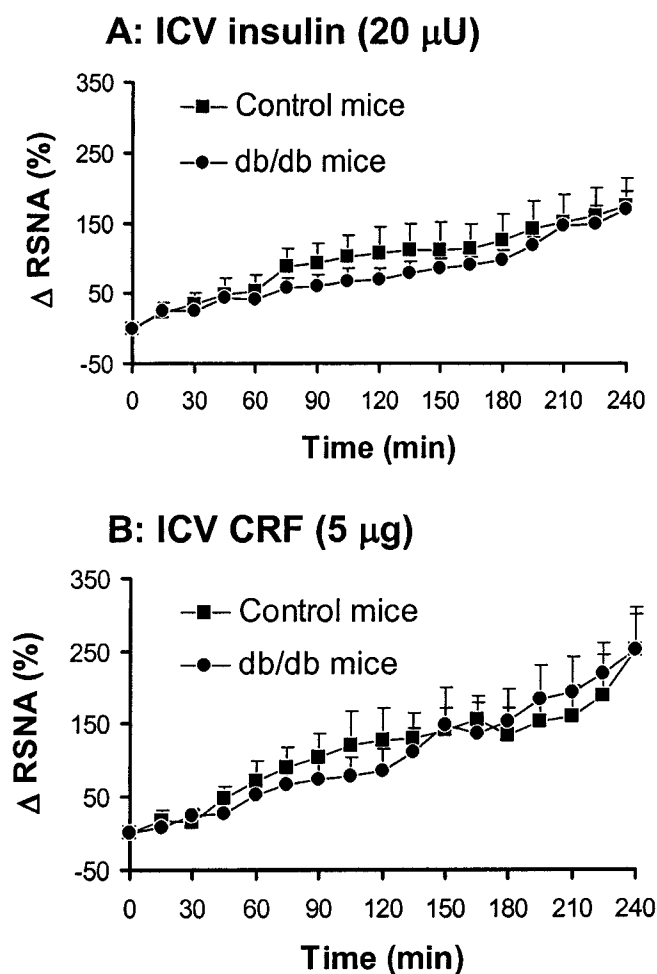 A: ICV insulin (20 µU)
350
250
150
50
-50
Δ RSNA (%)
Control mice
db/db mice
0 30 60 90 120 150 180 210 240
Time (min)
B: ICV CRF (5 µg)
350
250
150
50
-50
Δ RSNA (%)
Control mice
db/db mice
0 30 60 90 120 150 180 210 240
Time (min)